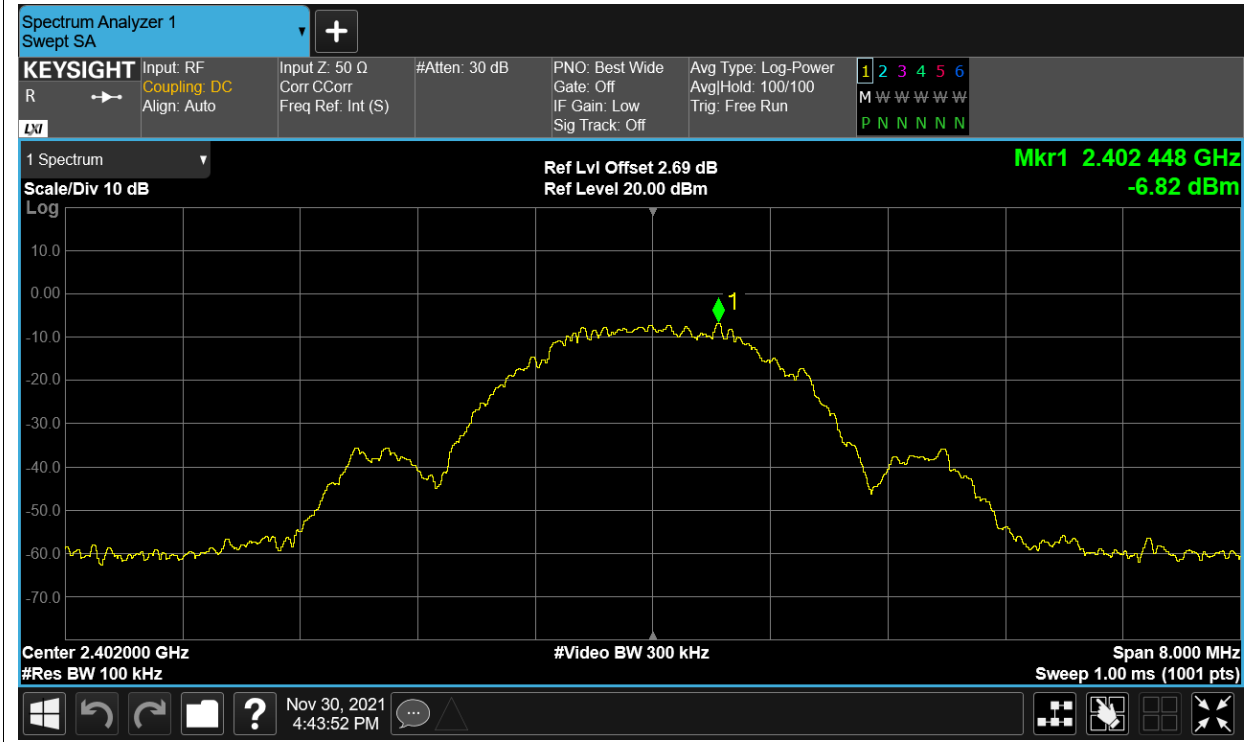 Spectrum Analyzer 1
Swept SA
KEYSIGHT
R
LXI
Input: RF
Coupling: DC
Align: Auto
Input Z: 50 Ω
Corr CCorr
Freq Ref: Int (S)
#Atten: 30 dB
PNO: Best Wide
Gate: Off
IF Gain: Low
Sig Track: Off
Avg Type: Log-Power
Avg|Hold: 100/100
Trig: Free Run
1 2 3 4 5 6
M W W W W W
P N N N N N
1 Spectrum
Scale/Div 10 dB
Log
Ref Lvl Offset 2.69 dB
Ref Level 20.00 dBm
Mkr1 2.402 448 GHz
-6.82 dBm
10.0
0.00
-10.0
-20.0
-30.0
-40.0
-50.0
-60.0
-70.0
1
Center 2.402000 GHz
#Res BW 100 kHz
#Video BW 300 kHz
Span 8.000 MHz
Sweep 1.00 ms (1001 pts)
?
Nov 30, 2021
4:43:52 PM